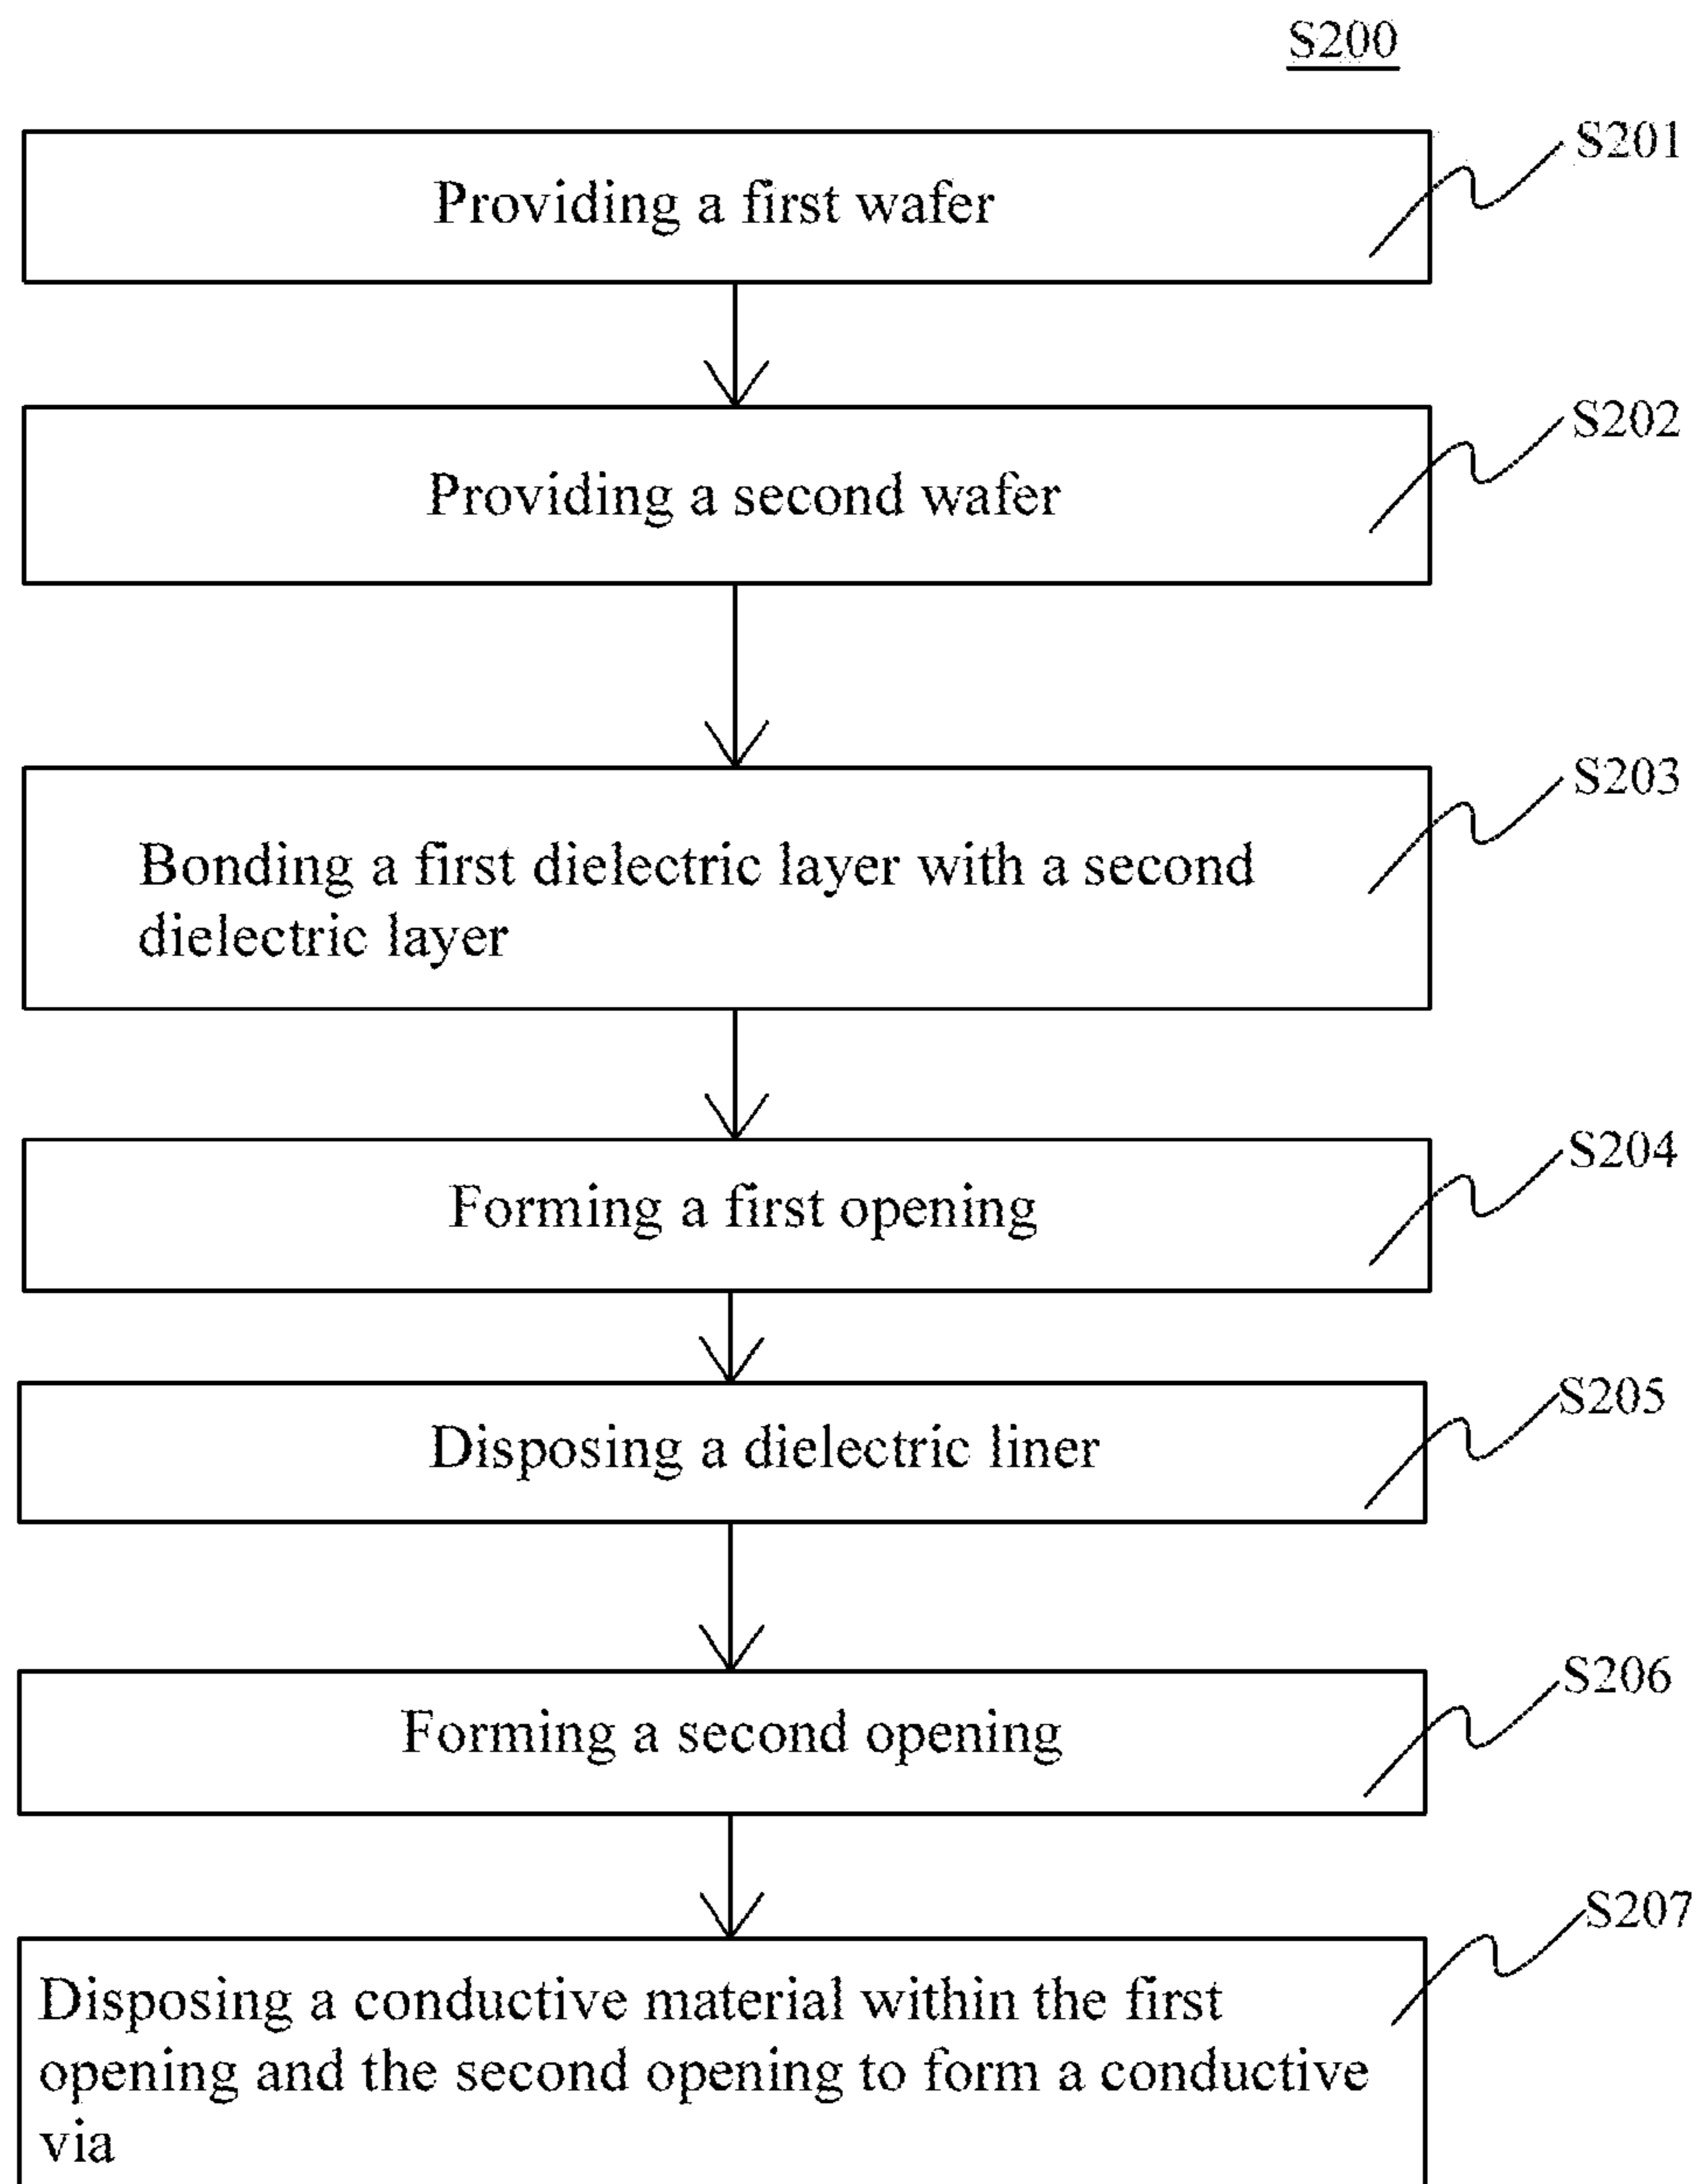 S200
S201
Providing a first wafer
S202
Providing a second wafer
S203
Bonding a first dielectric layer with a second
dielectric layer
S204
Forming a first opening
S205
Disposing a dielectric liner
S206
Forming a second opening
S207
Disposing a conductive material within the first
opening and the second opening to form a conductive
via